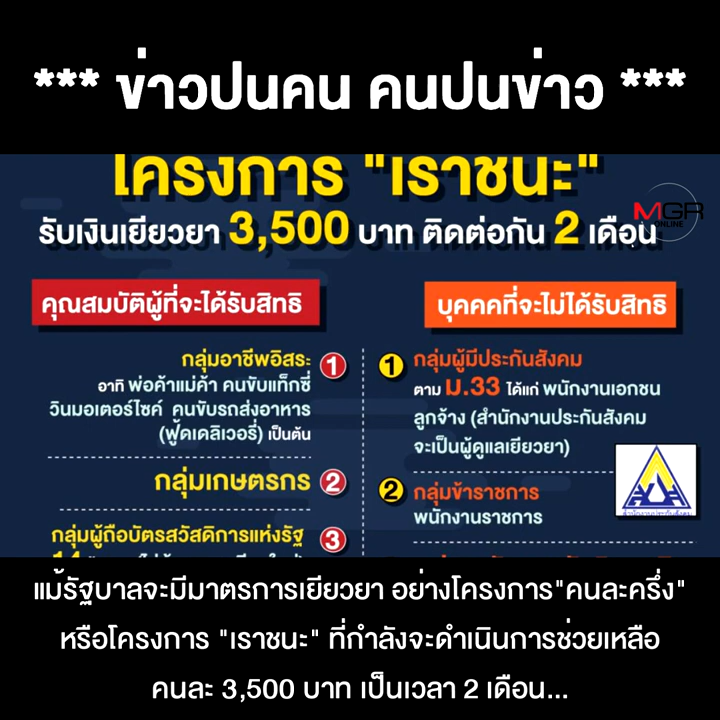 *** ข่าวปนคน คนปนข่าว ***
โครงการ "เราชนะ"
MGR
ONLINE
รับเงินเยียวยา 3,500 บาท ติดต่อกัน 2 เดือน
คุณสมบัติผู้ที่จะได้รับสิทธิ
กลุ่มอาชีพอิสระ 1
อาทิ พ่อค้าแม่ค้า คนขับแท็กซี่
วินมอเตอร์ไซค์ คนขับรถส่งอาหาร
(ฟู้ดเดลิเวอรี่) เป็นต้น
กลุ่มเกษตรกร 2
กลุ่มผู้ถือบัตรสวัสดิการแห่งรัฐ 3
บุคคคที่จะไม่ได้รับสิทธิ
1 กลุ่มผู้มีประกันสังคม
ตาม ม.33 ได้แก่ พนักงานเอกชน
ลูกจ้าง (สำนักงานประกันสังคม
จะเป็นผู้ดูแลเยียวยา)
สำนักงานประกันสังคม
2 กลุ่มข้าราชการ
พนักงานราชการ
แม้รัฐบาลจะมีมาตรการเยียวยา อย่างโครงการ"คนละครึ่ง"
หรือโครงการ "เราชนะ" ที่กำลังจะดำเนินการช่วยเหลือ
คนละ 3,500 บาท เป็นเวลา 2 เดือน...